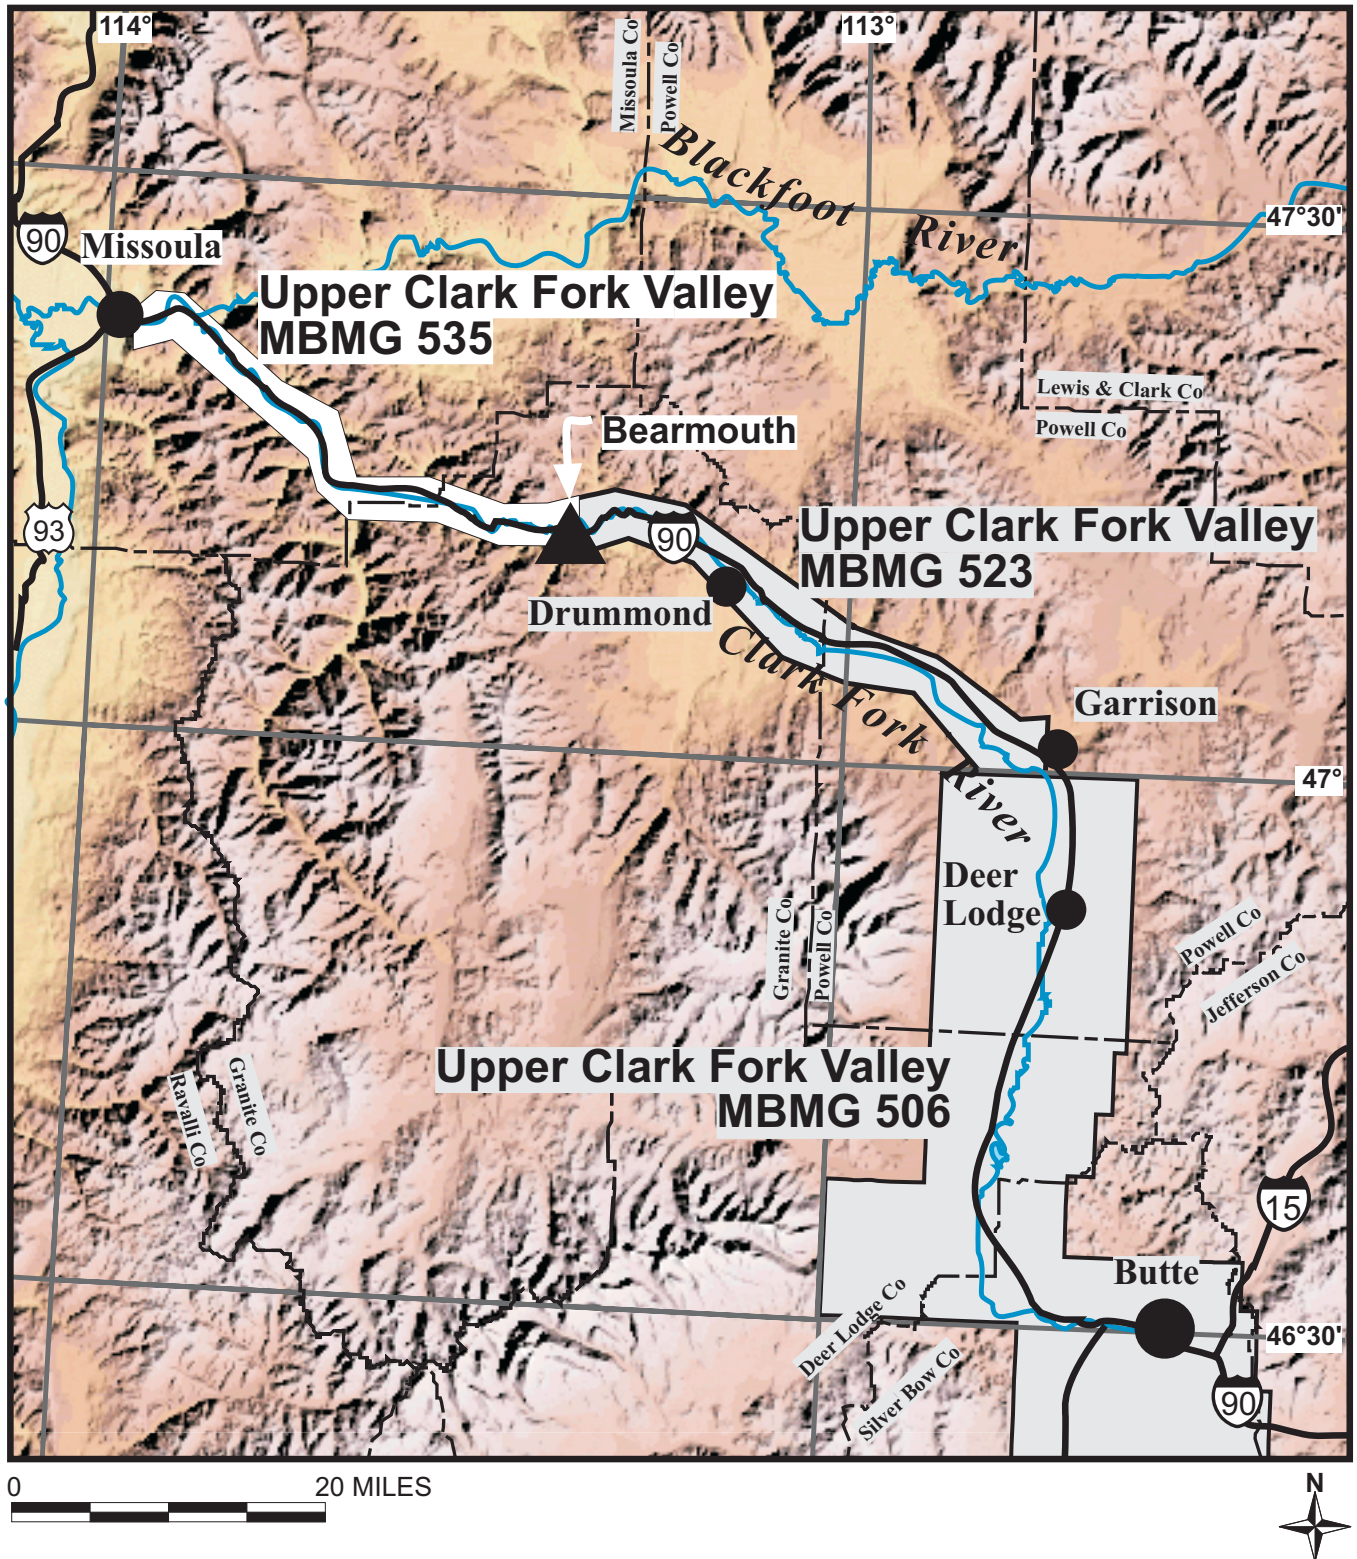 114°
113°
Missoula Co
Powell Co
Blackfoot River
47°30'
90
Missoula
Upper Clark Fork Valley
MBMG 535
Lewis & Clark Co
Powell Co
Bearmouth
93
90
Upper Clark Fork Valley
MBMG 523
Drummond
Clark Fork River
Garrison
47°
Deer
Lodge
Granite Co
Powell Co
Powell Co
Jefferson Co
Upper Clark Fork Valley
MBMG 506
Ravalli Co
Granite Co
15
Butte
Deer Lodge Co
Silver Bow Co
46°30'
90
0 20 MILES
N